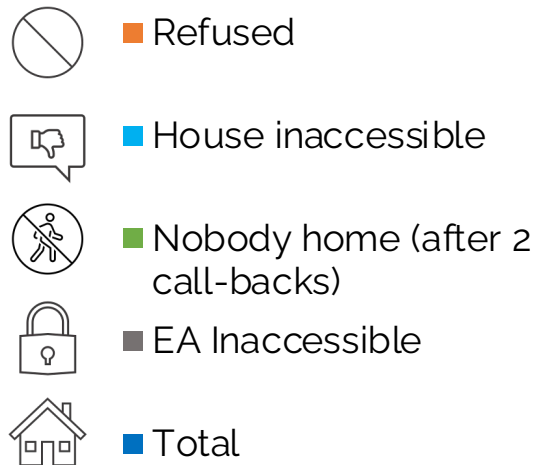 Refused
House inaccessible
Nobody home (after 2
call-backs)
EA Inaccessible
Total